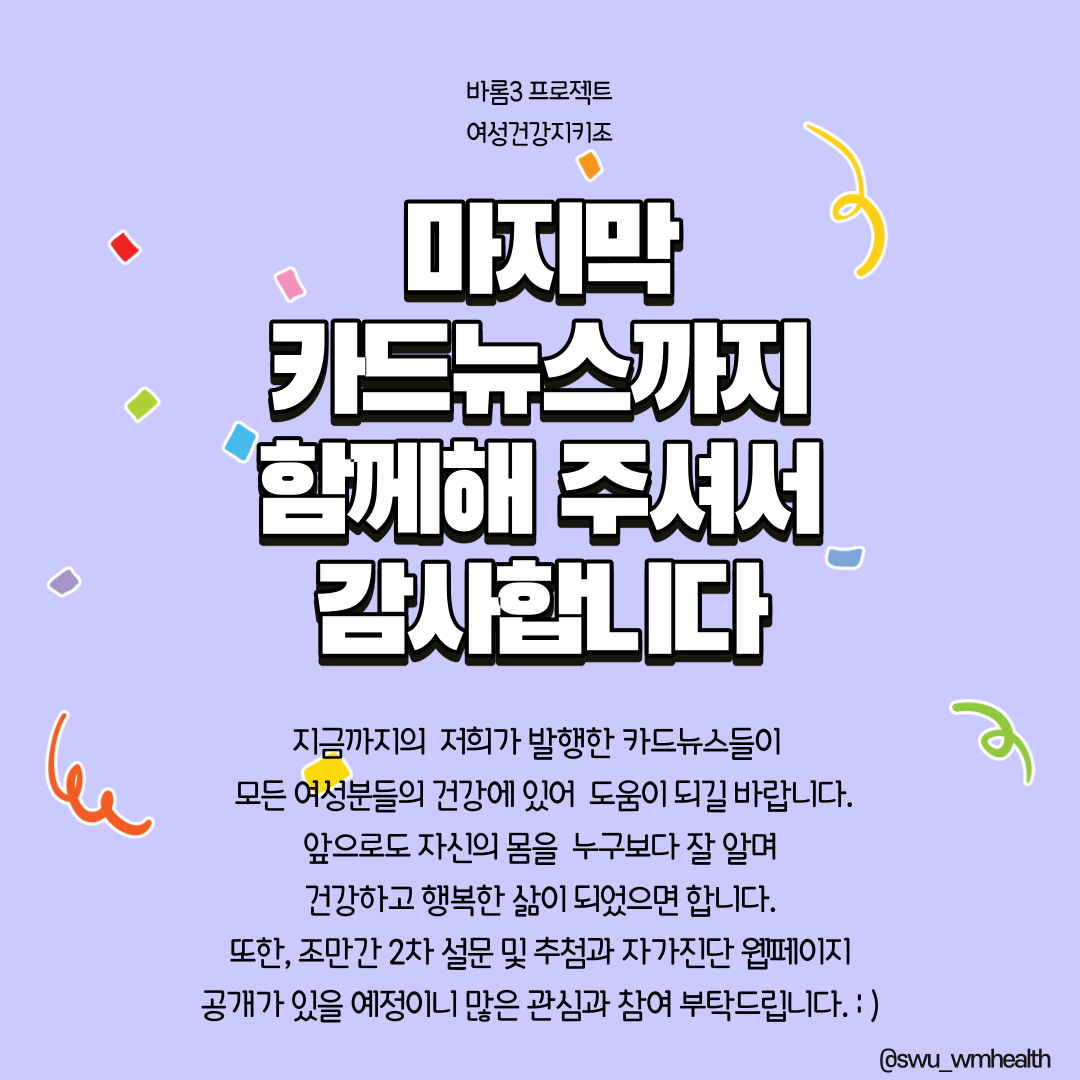 바롬3 프로젝트
여성건강지키조
마지막
카드뉴스까지
함께해 주셔서
감사합니다
지금까지의 저희가 발행한 카드뉴스들이
모든 여성분들의 건강에 있어 도움이 되길 바랍니다.
앞으로도 자신의 몸을 누구보다 잘 알며
건강하고 행복한 삶이 되었으면 합니다.
또한, 조만간 2차 설문 및 추첨과 자가진단 웹페이지
공개가 있을 예정이니 많은 관심과 참여 부탁드립니다. : )
@swu_wmhealth